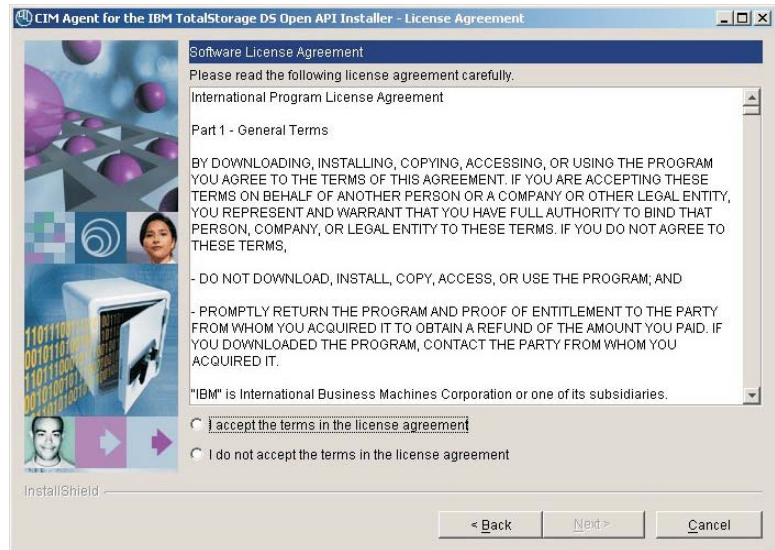 CIM Agent for the IBM TotalStorage DS Open API Installer - License Agreement
Software License Agreement
Please read the following license agreement carefully.
International Program License Agreement
Part 1 - General Terms
BY DOWNLOADING, INSTALLING, COPYING, ACCESSING, OR USING THE PROGRAM
YOU AGREE TO THE TERMS OF THIS AGREEMENT. IF YOU ARE ACCEPTING THESE
TERMS ON BEHALF OF ANOTHER PERSON OR A COMPANY OR OTHER LEGAL ENTITY,
YOU REPRESENT AND WARRANT THAT YOU HAVE FULL AUTHORITY TO BIND THAT
PERSON, COMPANY, OR LEGAL ENTITY TO THESE TERMS. IF YOU DO NOT AGREE TO
THESE TERMS,
- DO NOT DOWNLOAD, INSTALL, COPY, ACCESS, OR USE THE PROGRAM; AND
- PROMPTLY RETURN THE PROGRAM AND PROOF OF ENTITLEMENT TO THE PARTY
FROM WHOM YOU ACQUIRED IT TO OBTAIN A REFUND OF THE AMOUNT YOU PAID. IF
YOU DOWNLOADED THE PROGRAM, CONTACT THE PARTY FROM WHOM YOU
ACQUIRED IT.
"IBM" is International Business Machines Corporation or one of its subsidiaries.
I accept the terms in the license agreement
I do not accept the terms in the license agreement
InstallShield
< Back
Next >
Cancel